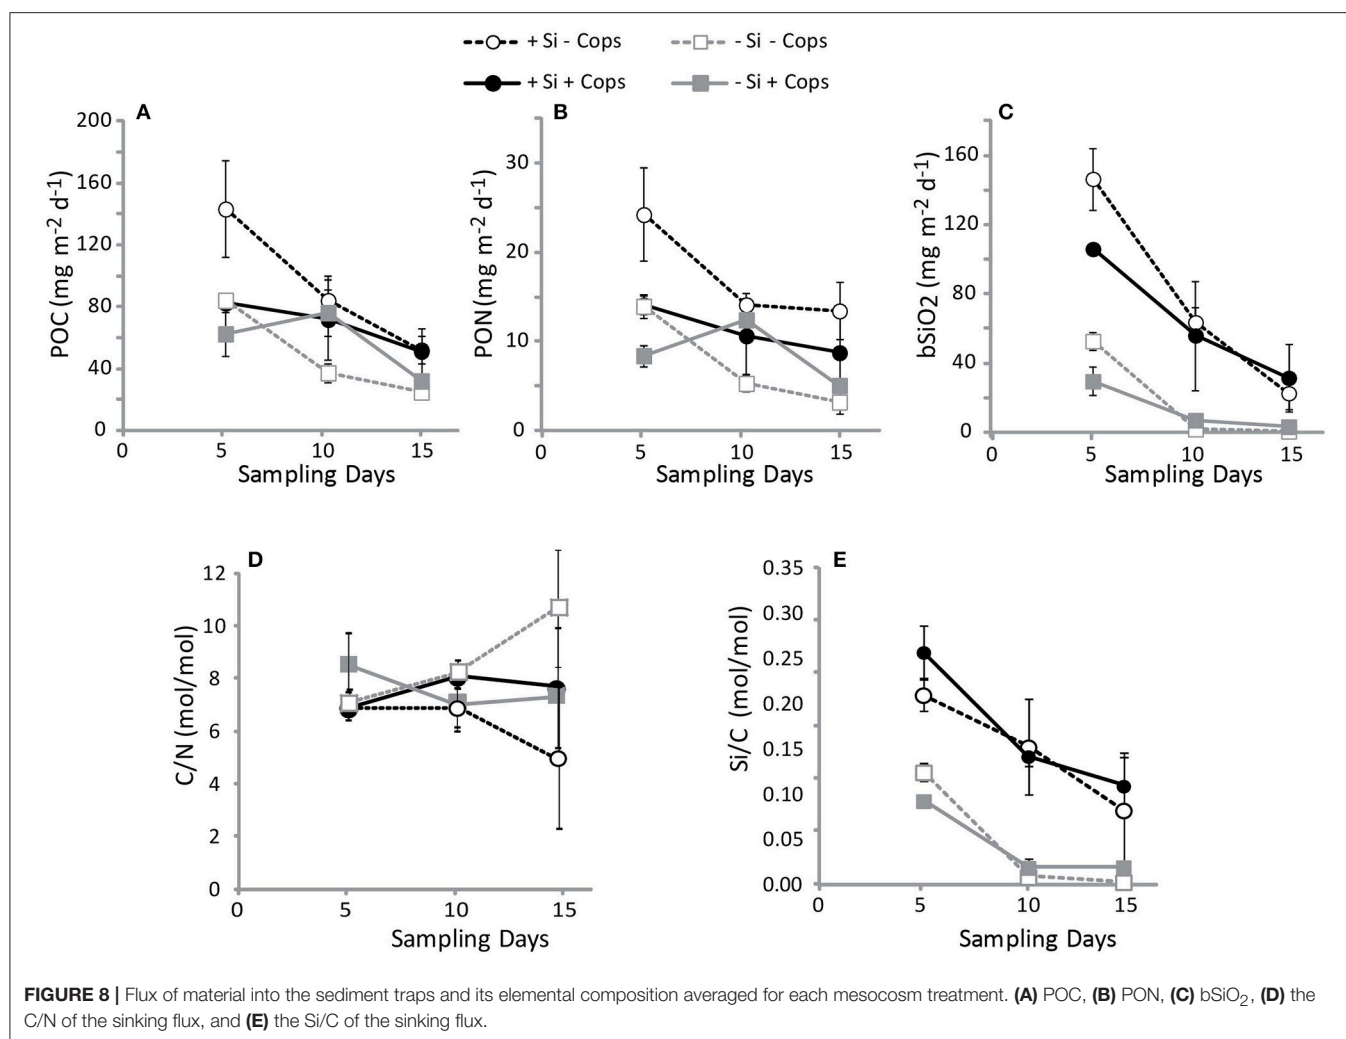 + Si - Cops
- Si - Cops
+ Si + Cops
- Si + Cops
A
200
160
120
80
40
0
POC (mg m-2 d-1)
0
5
10
15
Sampling Days
B
30
20
10
0
PON (mg m-2 d-1)
0
5
10
15
Sampling Days
C
160
120
80
40
0
bSiO2 (mg m-2 d-1)
0
5
10
15
Sampling Days
D
12
10
8
6
4
2
0
C/N (mol/mol)
0
5
10
15
Sampling Days
E
0.35
0.30
0.25
0.20
0.15
0.10
0.05
0.00
Si/C (mol/mol)
0
5
10
15
Sampling Days
FIGURE 8 | Flux of material into the sediment traps and its elemental composition averaged for each mesocosm treatment. (A) POC, (B) PON, (C) bSiO2, (D) the
C/N of the sinking flux, and (E) the Si/C of the sinking flux.